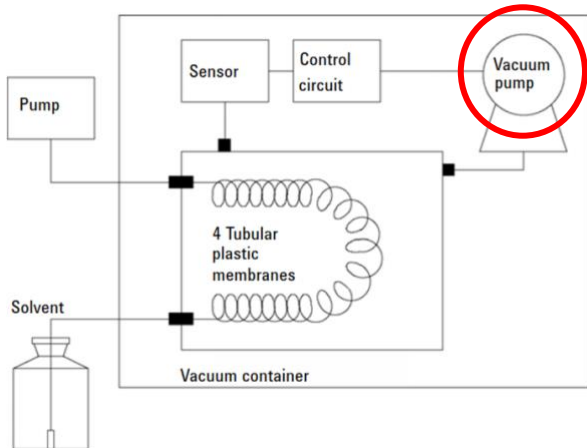 Sensor
Control
circuit
Vacuum
pump
Pump
4 Tubular
plastic
membranes
Solvent
Vacuum container